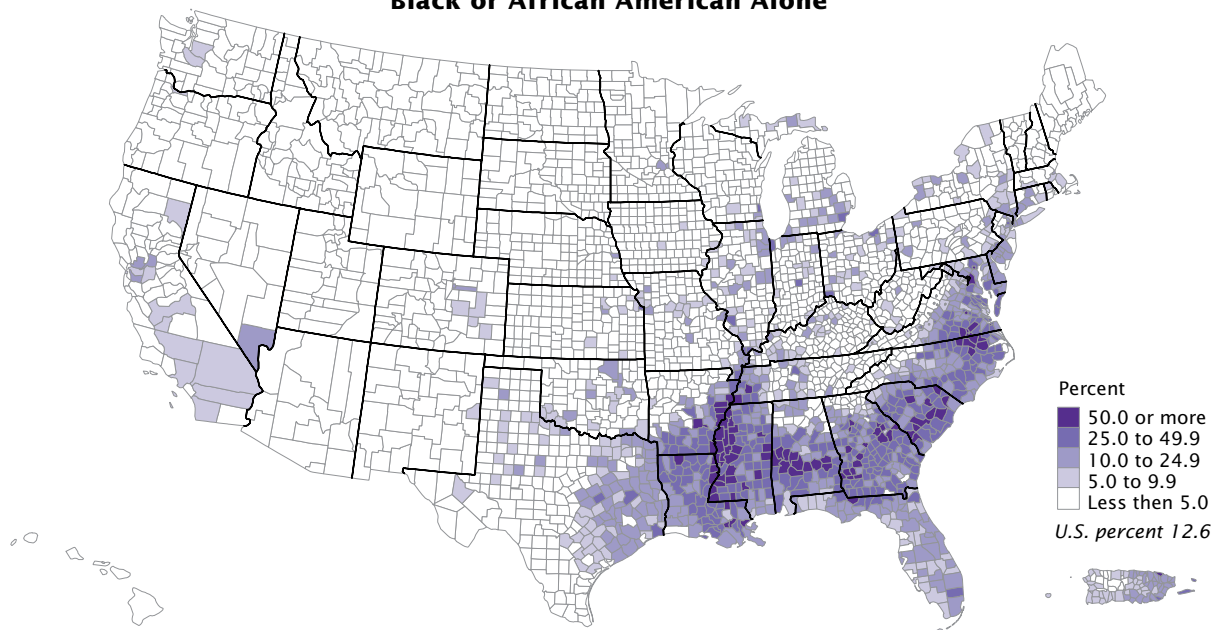 Black or African American Alone
Percent
50.0 or more
25.0 to 49.9
10.0 to 24.9
5.0 to 9.9
Less then 5.0
U.S. percent 12.6